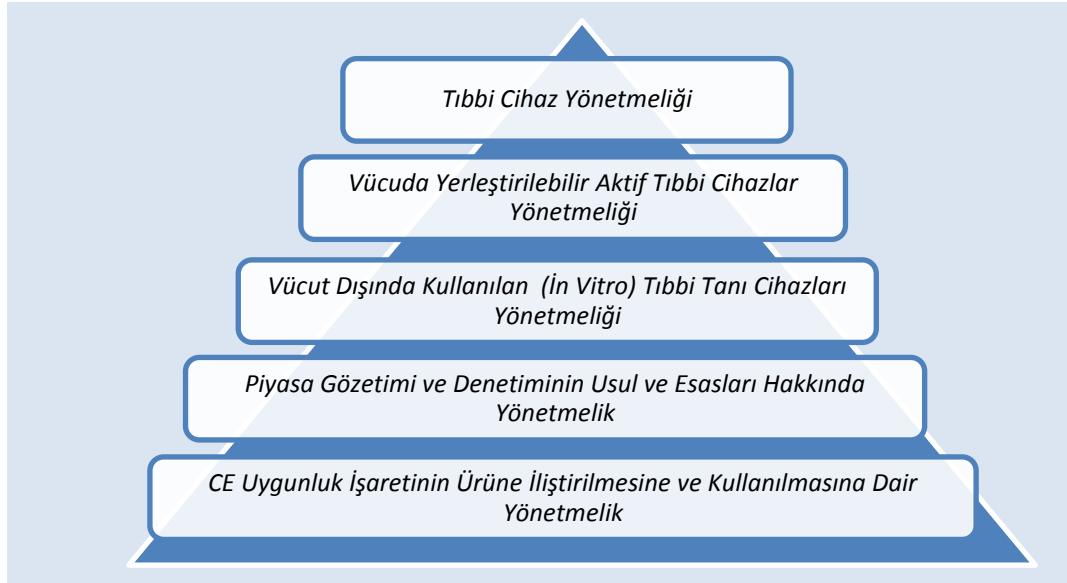 Tıbbi Cihaz Yönetmeliği
Vücuda Yerleştirilebilir Aktif Tıbbi Cihazlar
Yönetmeliği
Vücut Dışında Kullanılan (İn Vitro) Tıbbi Tanı Cihazları
Yönetmeliği
Piyasa Gözetimi ve Denetiminin Usul ve Esasları Hakkında
Yönetmelik
CE Uygunluk İşaretinin Ürüne İliştirilmesine ve Kullanılmasına Dair
Yönetmelik